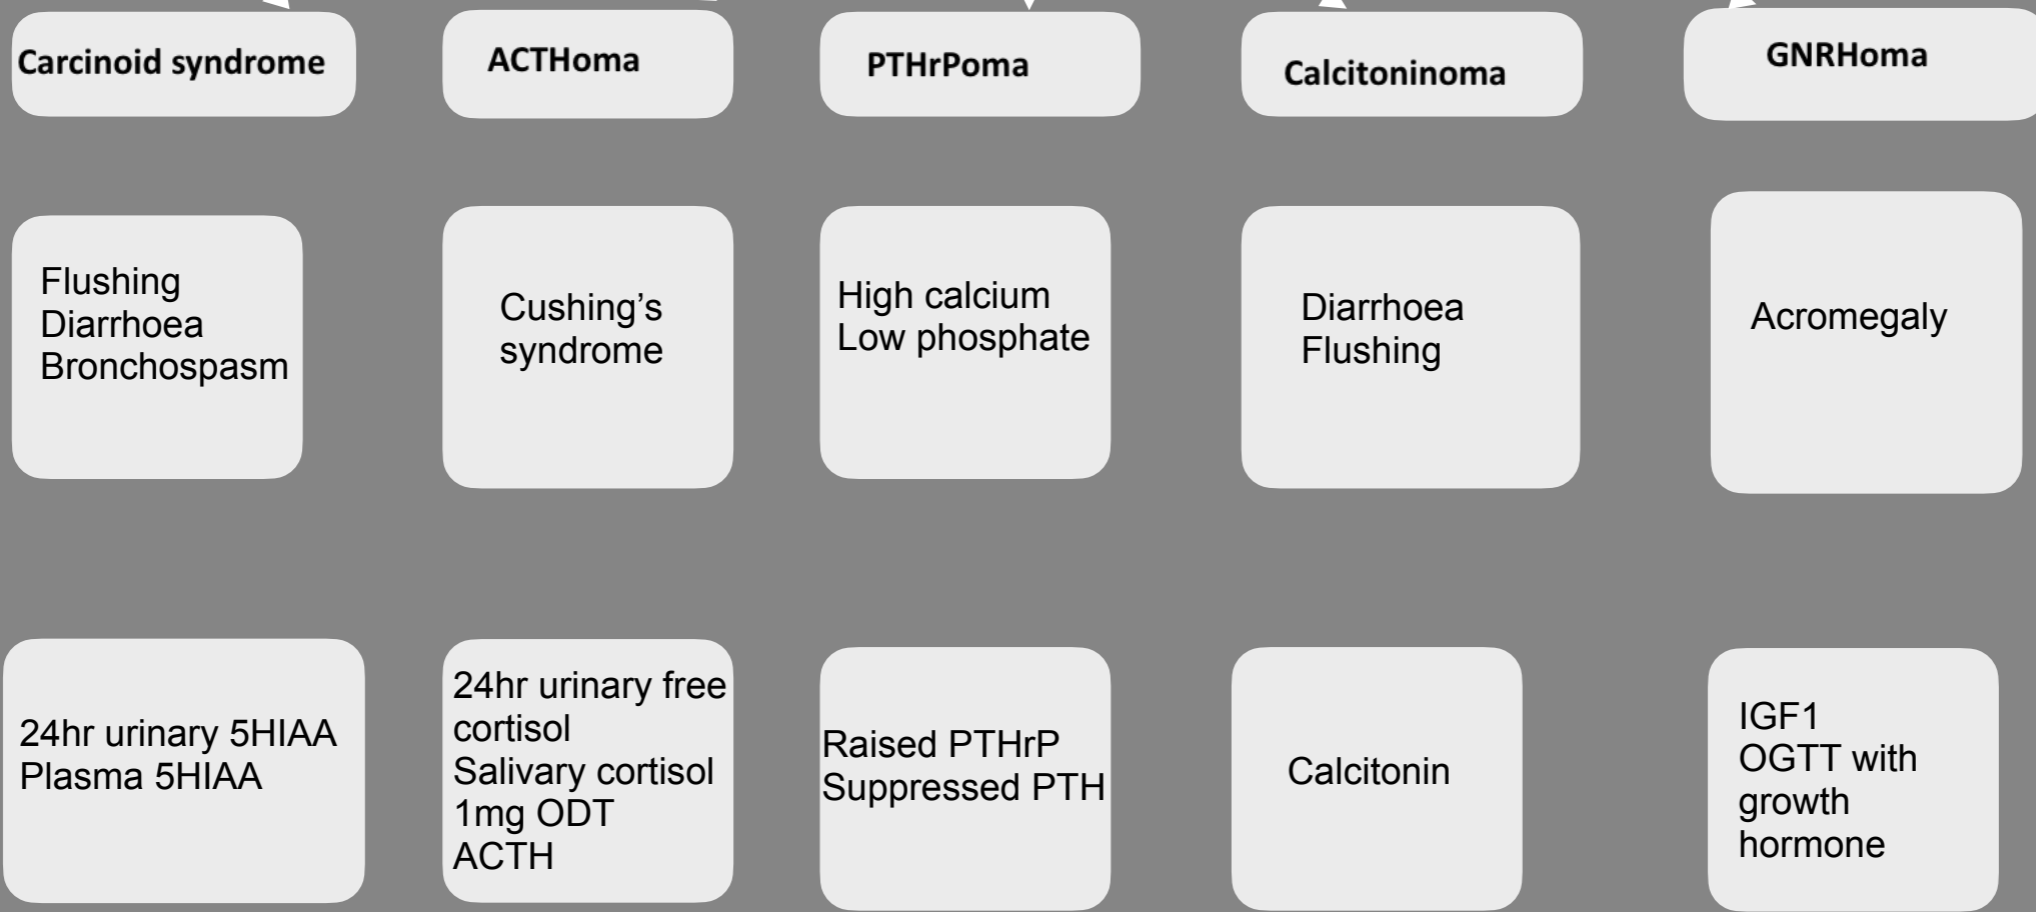 Carcinoid syndrome
ACTHoma
PTHrPoma
Calcitoninoma
GNRHoma
Flushing
Diarrhoea
Bronchospasm
Cushing’s
syndrome
High calcium
Low phosphate
Diarrhoea
Flushing
Acromegaly
24hr urinary 5HIAA
Plasma 5HIAA
24hr urinary free
cortisol
Salivary cortisol
1mg ODT
ACTH
Raised PTHrP
Suppressed PTH
Calcitonin
IGF1
OGTT with
growth
hormone